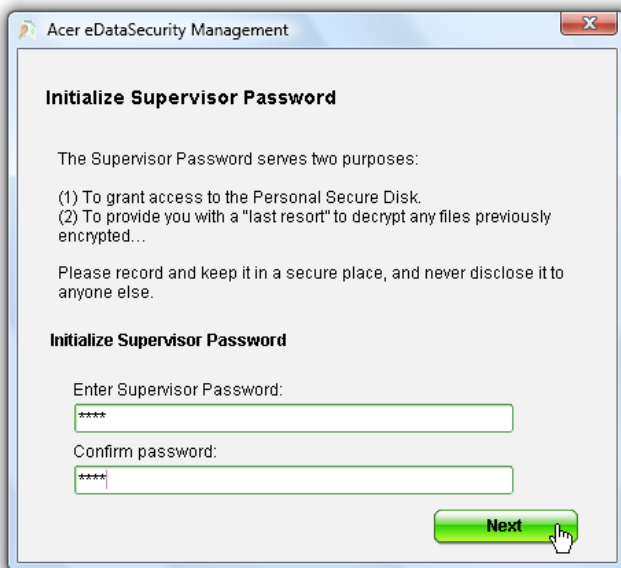 Acer eDataSecurity Management
Initialize Supervisor Password
The Supervisor Password serves two purposes:
(1) To grant access to the Personal Secure Disk.
(2) To provide you with a "last resort" to decrypt any files previously
encrypted...
Please record and keep it in a secure place, and never disclose it to
anyone else.
Initialize Supervisor Password
Enter Supervisor Password:
****
Confirm password:
****
Next